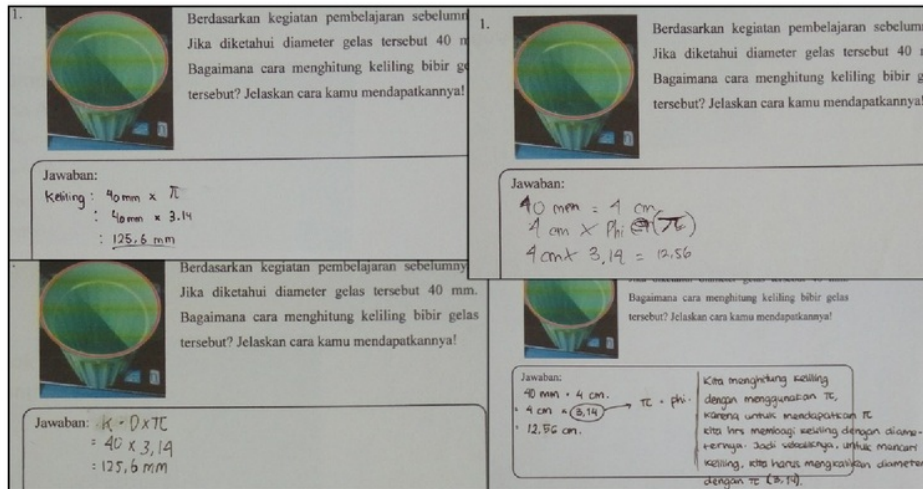 1.
Berdasarkan kegiatan pembelajaran sebelumn
Jika diketahui diameter gelas tersebut 40 m
Bagaimana cara menghitung keliling bibir ge
tersebut? Jelaskan cara kamu mendapatkannya!
Jawaban:
Keliling : 40 mm x π
: 40 mm x 3.14
: 125,6 mm
1.
Berdasarkan kegiatan pembelajaran sebelum
Jika diketahui diameter gelas tersebut 40
Bagaimana cara menghitung keliling bibir g
tersebut? Jelaskan cara kamu mendapatkannya!
Jawaban:
40 mm = 4 cm
4 cm x Phi (π)
4 cm x 3,14 = 12,56
Berdasarkan kegiatan pembelajaran sebelumny
Jika diketahui diameter gelas tersebut 40 mm.
Bagaimana cara menghitung keliling bibir gelas
tersebut? Jelaskan cara kamu mendapatkannya!
Jawaban: K = D x π
= 40 x 3,14
= 125,6 mm
Bagaimana cara menghitung keliling bibir gelas
tersebut? Jelaskan cara kamu mendapatkannya!
Jawaban:
40 mm = 4 cm.
= 4 cm x 3,14 → π = phi.
= 12,56 cm.
Kita menghitung keliling
dengan menggunakan π,
karena untuk mendapatkan π
kita hrs membagi keliling dengan diame-
ternya. Jadi sebaliknya, untuk mencari
keliling, kita harus mengkalikan diameter
dengan π (3,14).